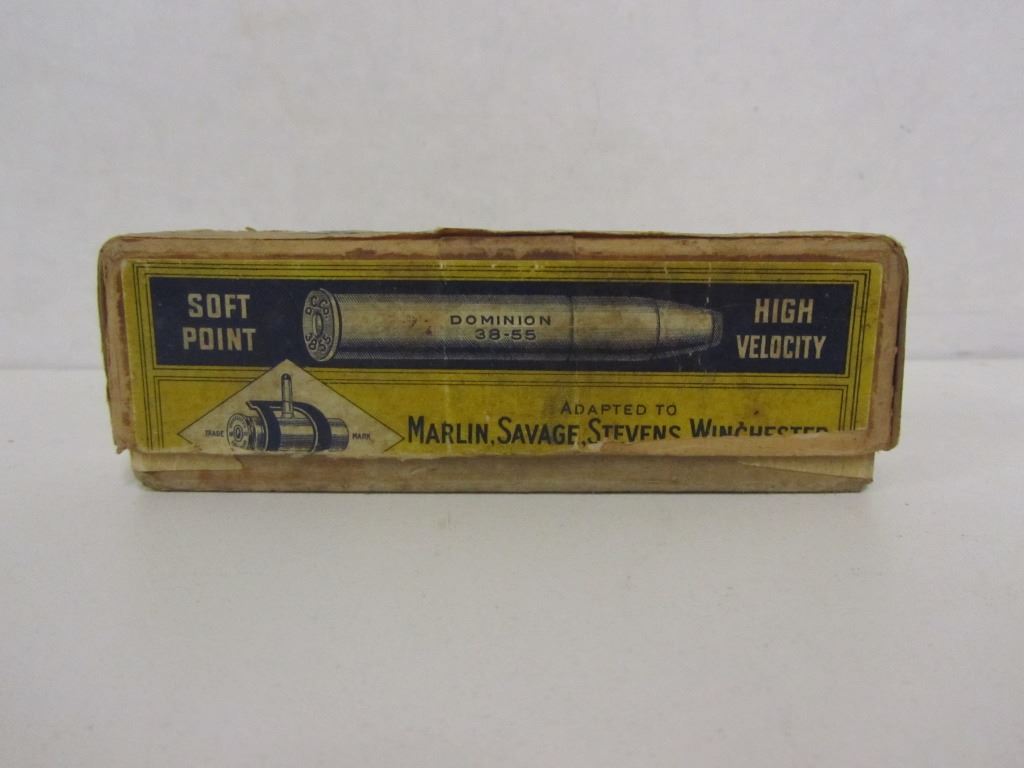 SOFT
POINT
DOMINION
38-55
HIGH
VELOCITY
ADAPTED TO
TRADE MARK
MARLIN, SAVAGE, STEVENS, WINCHESTER